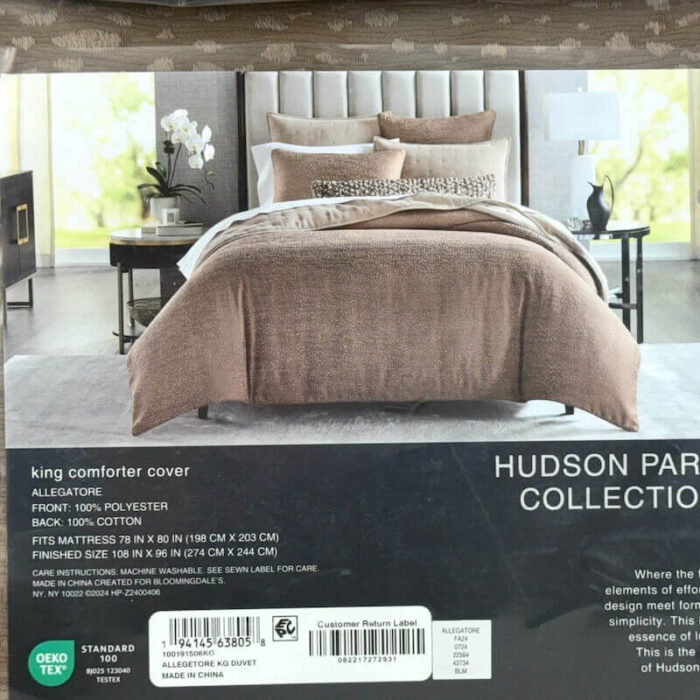 king comforter cover
ALLEGATORE
FRONT: 100% POLYESTER
BACK: 100% COTTON
FITS MATTRESS 78 IN X 80 IN (198 CM X 203 CM)
FINISHED SIZE 108 IN X 96 IN (274 CM X 244 CM)
CARE INSTRUCTIONS: MACHINE WASHABLE. SEE SEWN LABEL FOR CARE.
MADE IN CHINA CREATED FOR BLOOMINGDALE'S.
NY, NY 10022 ©2024 HP-Z2400406
HUDSON PAR
COLLECTIO
Where the
elements of effo
design meet for
simplicity. This
essence of
This is the
of Hudson
OEKO
TEX®
STANDARD
100
BJ025 123040
TESTEX
1 94145 63805 8
100191506KG
ALLEGETORE KG DUVET
MADE IN CHINA
Customer Return Label
082217272931
ALLEGATORE
FA24
0724
22564
43734
BLM